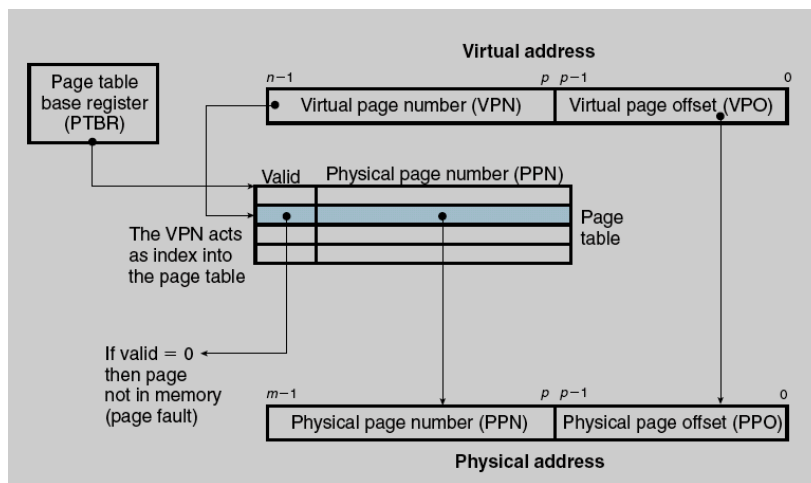 Virtual address
Page table
base register
(PTBR)
n−1
p
p−1
0
Virtual page number (VPN)
Virtual page offset (VPO)
Valid
Physical page number (PPN)
The VPN acts
as index into
the page table
Page
table
If valid = 0
then page
not in memory
(page fault)
m−1
p
p−1
0
Physical page number (PPN)
Physical page offset (PPO)
Physical address